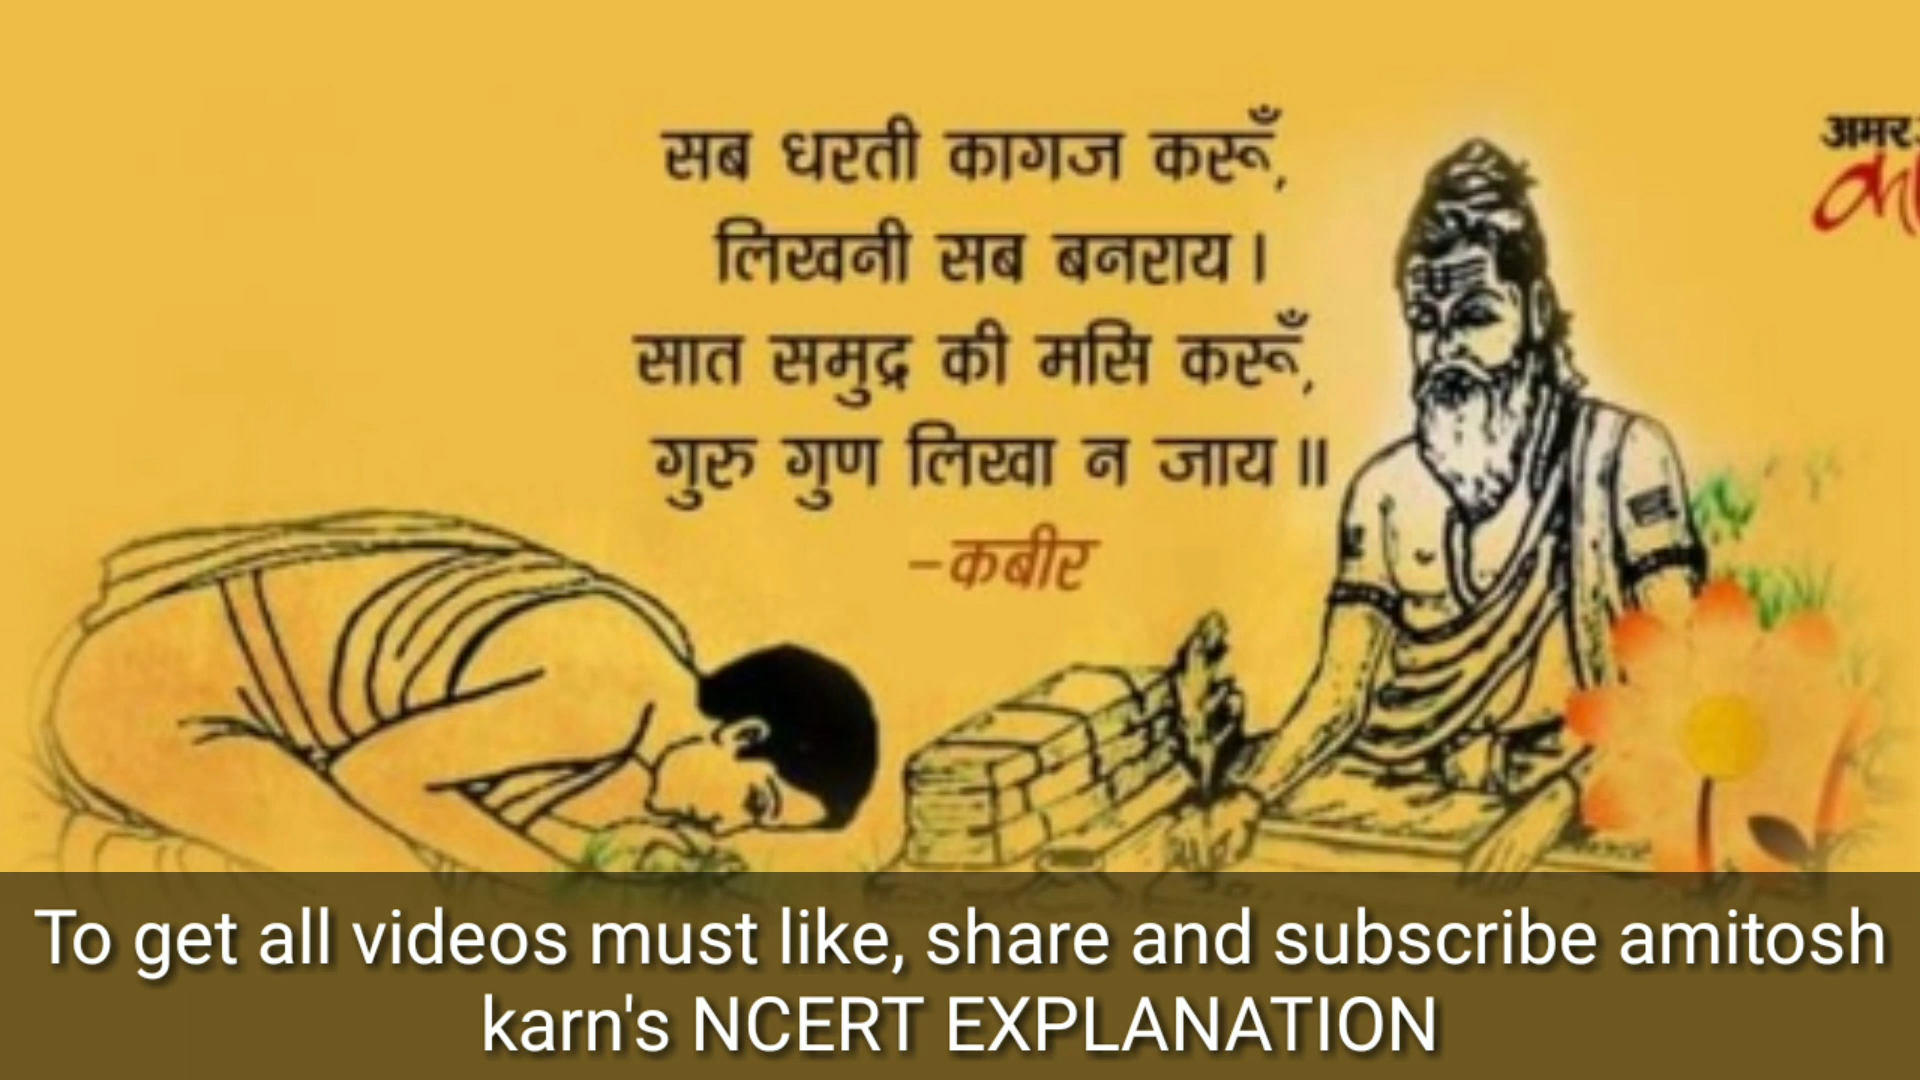 सब धरती कागज करूँ,
लिखनी सब बनराय।
सात समुद्र की मसि करूँ,
गुरु गुण लिखा न जाय॥
-कबीर
अमर
To get all videos must like, share and subscribe amitosh
karn's NCERT EXPLANATION